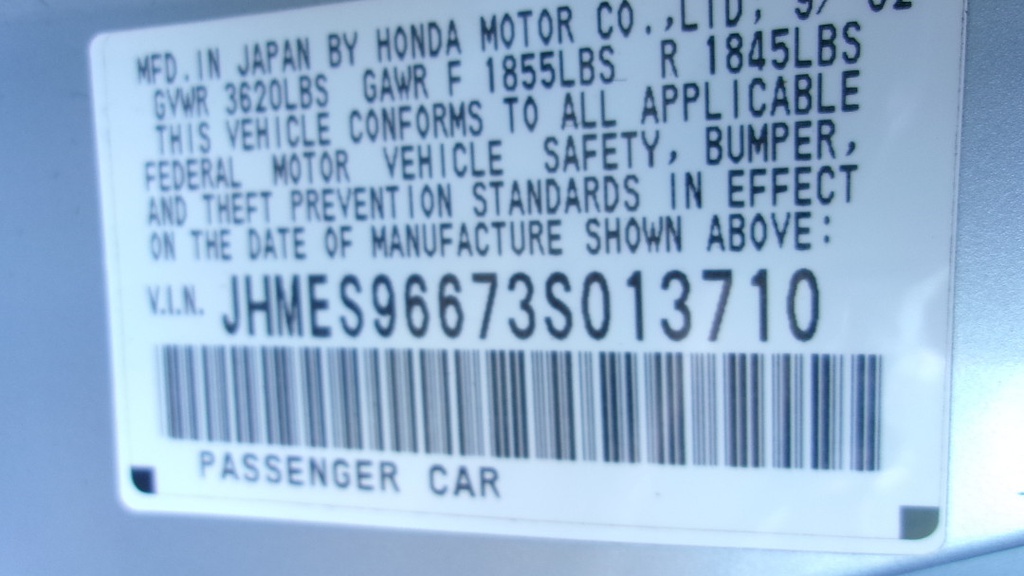 MFD. IN JAPAN BY HONDA MOTOR CO., LTD, 9/ 02
GVWR 3620LBS GAWR F 1855LBS R 1845LBS
THIS VEHICLE CONFORMS TO ALL APPLICABLE
FEDERAL MOTOR VEHICLE SAFETY, BUMPER,
AND THEFT PREVENTION STANDARDS IN EFFECT
ON THE DATE OF MANUFACTURE SHOWN ABOVE:
V.I.N. JHMES96673S013710
PASSENGER CAR